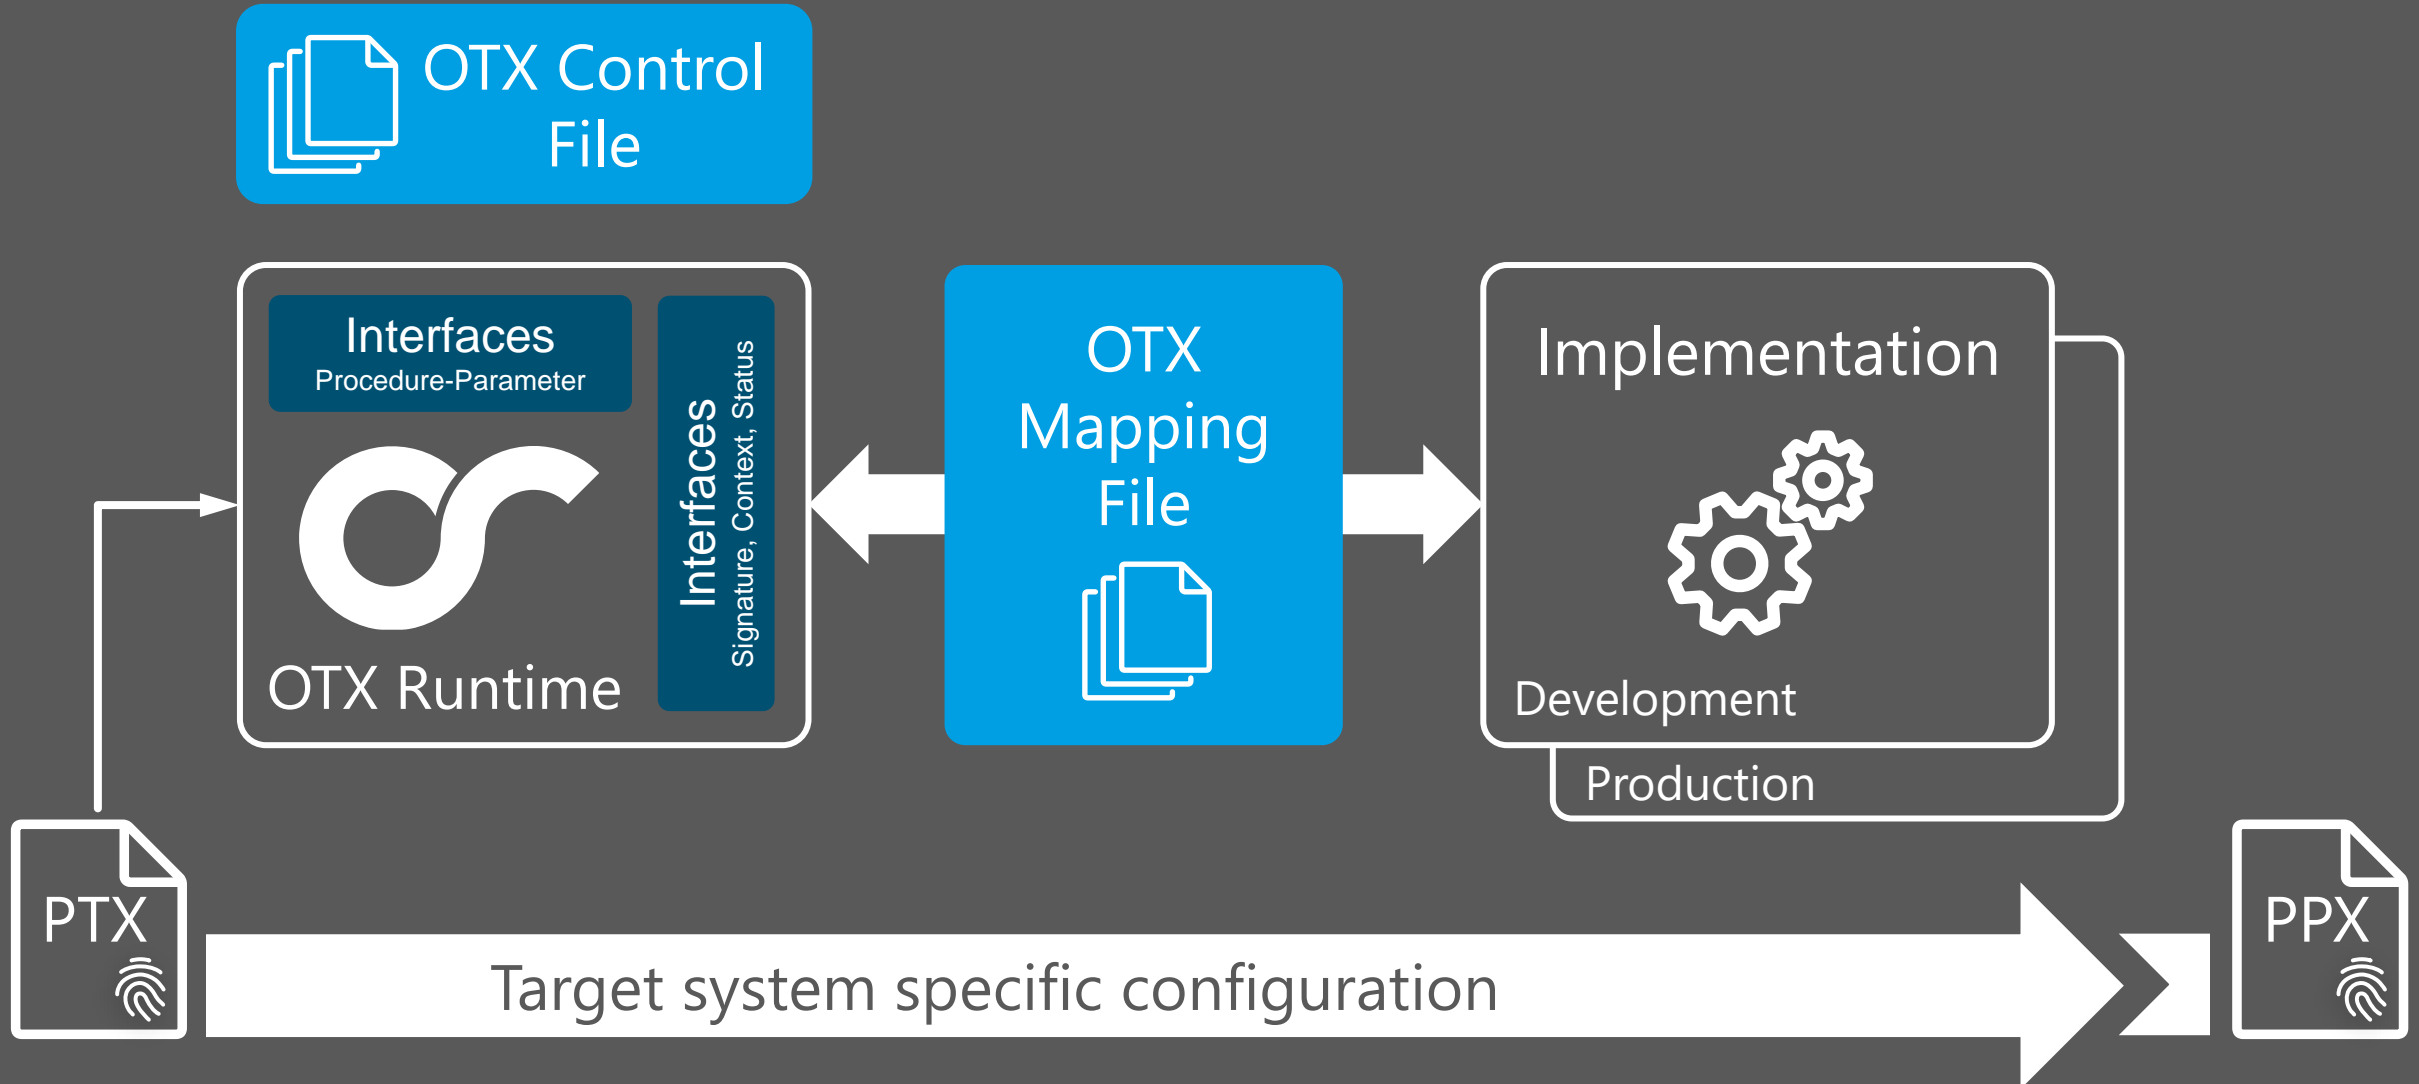 OTX Control
File
Interfaces
Procedure-Parameter
Interfaces
Signature, Context, Status
OTX Runtime
OTX
Mapping
File
Implementation
Development
Production
PTX
Target system specific configuration
PPX